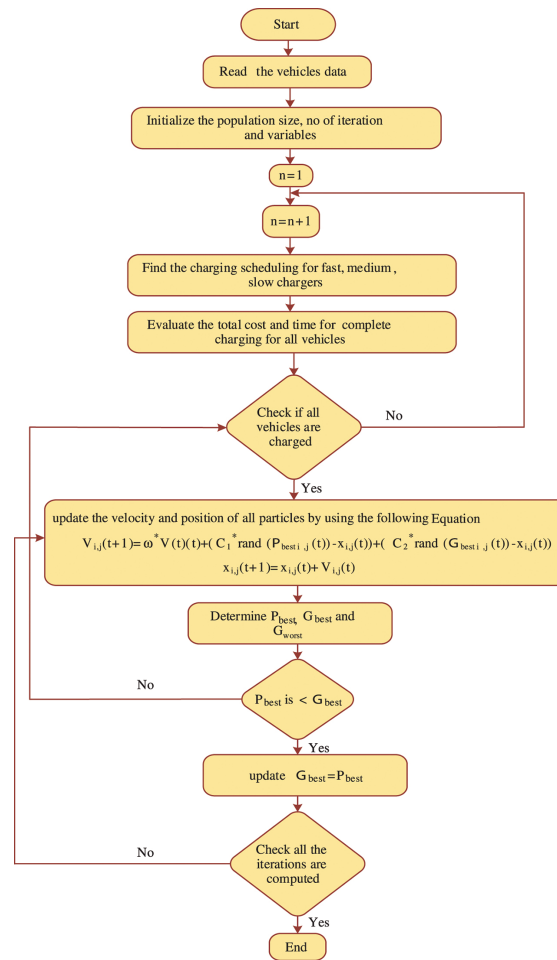 Start
Read the vehicles data
Initialize the population size, no of iteration
and variables
n=1
n=n+1
Find the charging scheduling for fast, medium,
slow chargers
Evaluate the total cost and time for complete
charging for all vehicles
Check if all
vehicles are
charged
No
Yes
update the velocity and position of all particles by using the following Equation
V i,j(t+1)= ω*V(t)(t)+( C1*rand (Pbest i ,j(t))-xi,j(t))+( C2*rand (Gbest i ,j(t))-xi,j(t))
xi,j(t+1)=xi,j(t)+Vi,j(t)
Determine Pbest, Gbest and
Gworst
No
Pbest is < Gbest
Yes
update Gbest=Pbest
No
Check all the
iterations are
computed
Yes
End